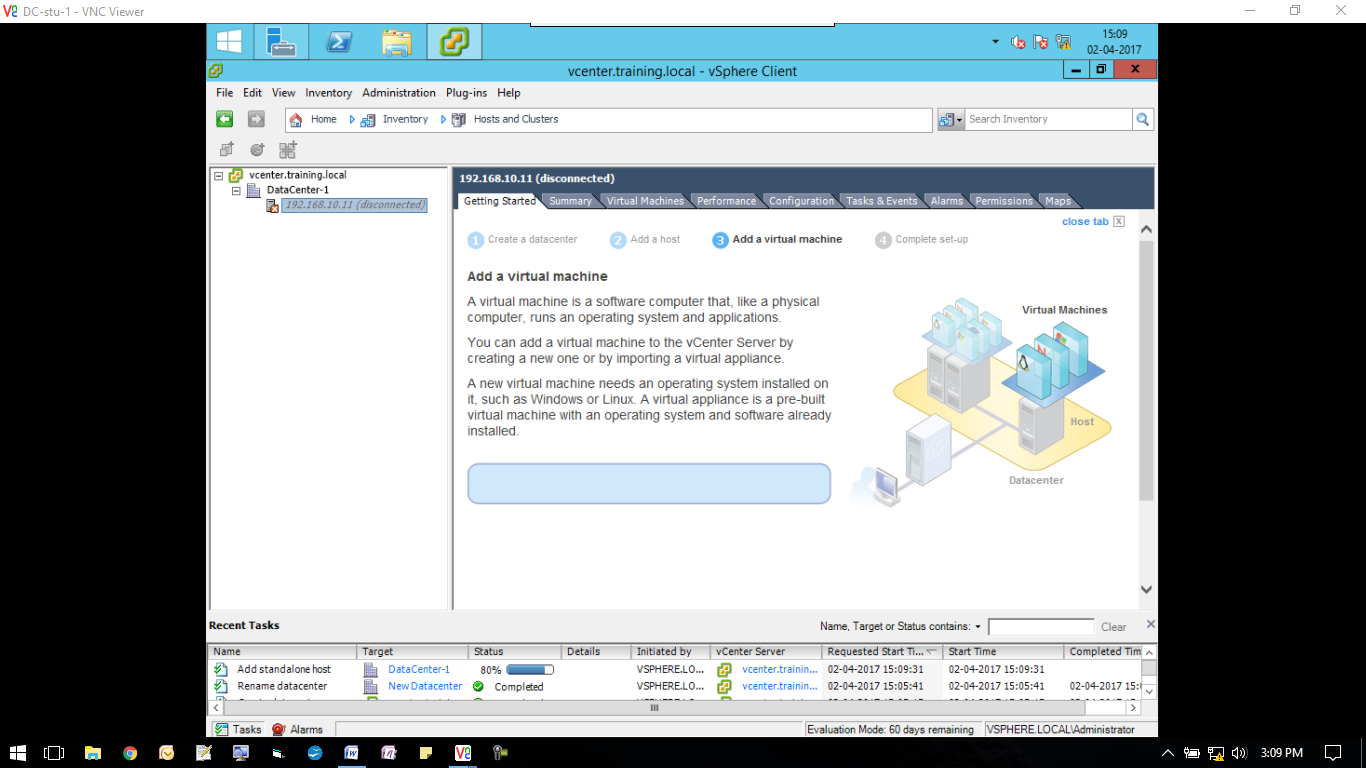 DC-stu-1 - VNC Viewer
15:09
02-04-2017
vcenter.training.local - vSphere Client
File Edit View Inventory Administration Plug-ins Help
Home Inventory Hosts and Clusters Search Inventory
vcenter.training.local
DataCenter-1
192.168.10.11 (disconnected)
192.168.10.11 (disconnected)
Getting Started Summary Virtual Machines Performance Configuration Tasks & Events Alarms Permissions Maps
close tab X
1 Create a datacenter 2 Add a host 3 Add a virtual machine 4 Complete set-up
Add a virtual machine
A virtual machine is a software computer that, like a physical
computer, runs an operating system and applications.
You can add a virtual machine to the vCenter Server by
creating a new one or by importing a virtual appliance.
A new virtual machine needs an operating system installed on
it, such as Windows or Linux. A virtual appliance is a pre-built
virtual machine with an operating system and software already
installed.
Virtual Machines
Host
Datacenter
Recent Tasks
Name, Target or Status contains: Clear
Name Target Status Details Initiated by vCenter Server Requested Start Ti... Start Time Completed Tim
Add standalone host DataCenter-1 80% VSPHERE.LO... vcenter.trainin... 02-04-2017 15:09:31 02-04-2017 15:09:31
Rename datacenter New Datacenter Completed VSPHERE.LO... vcenter.trainin... 02-04-2017 15:05:41 02-04-2017 15:05:41 02-04-2017 15:0
Tasks Alarms Evaluation Mode: 60 days remaining VSPHERE.LOCAL\Administrator
3:09 PM